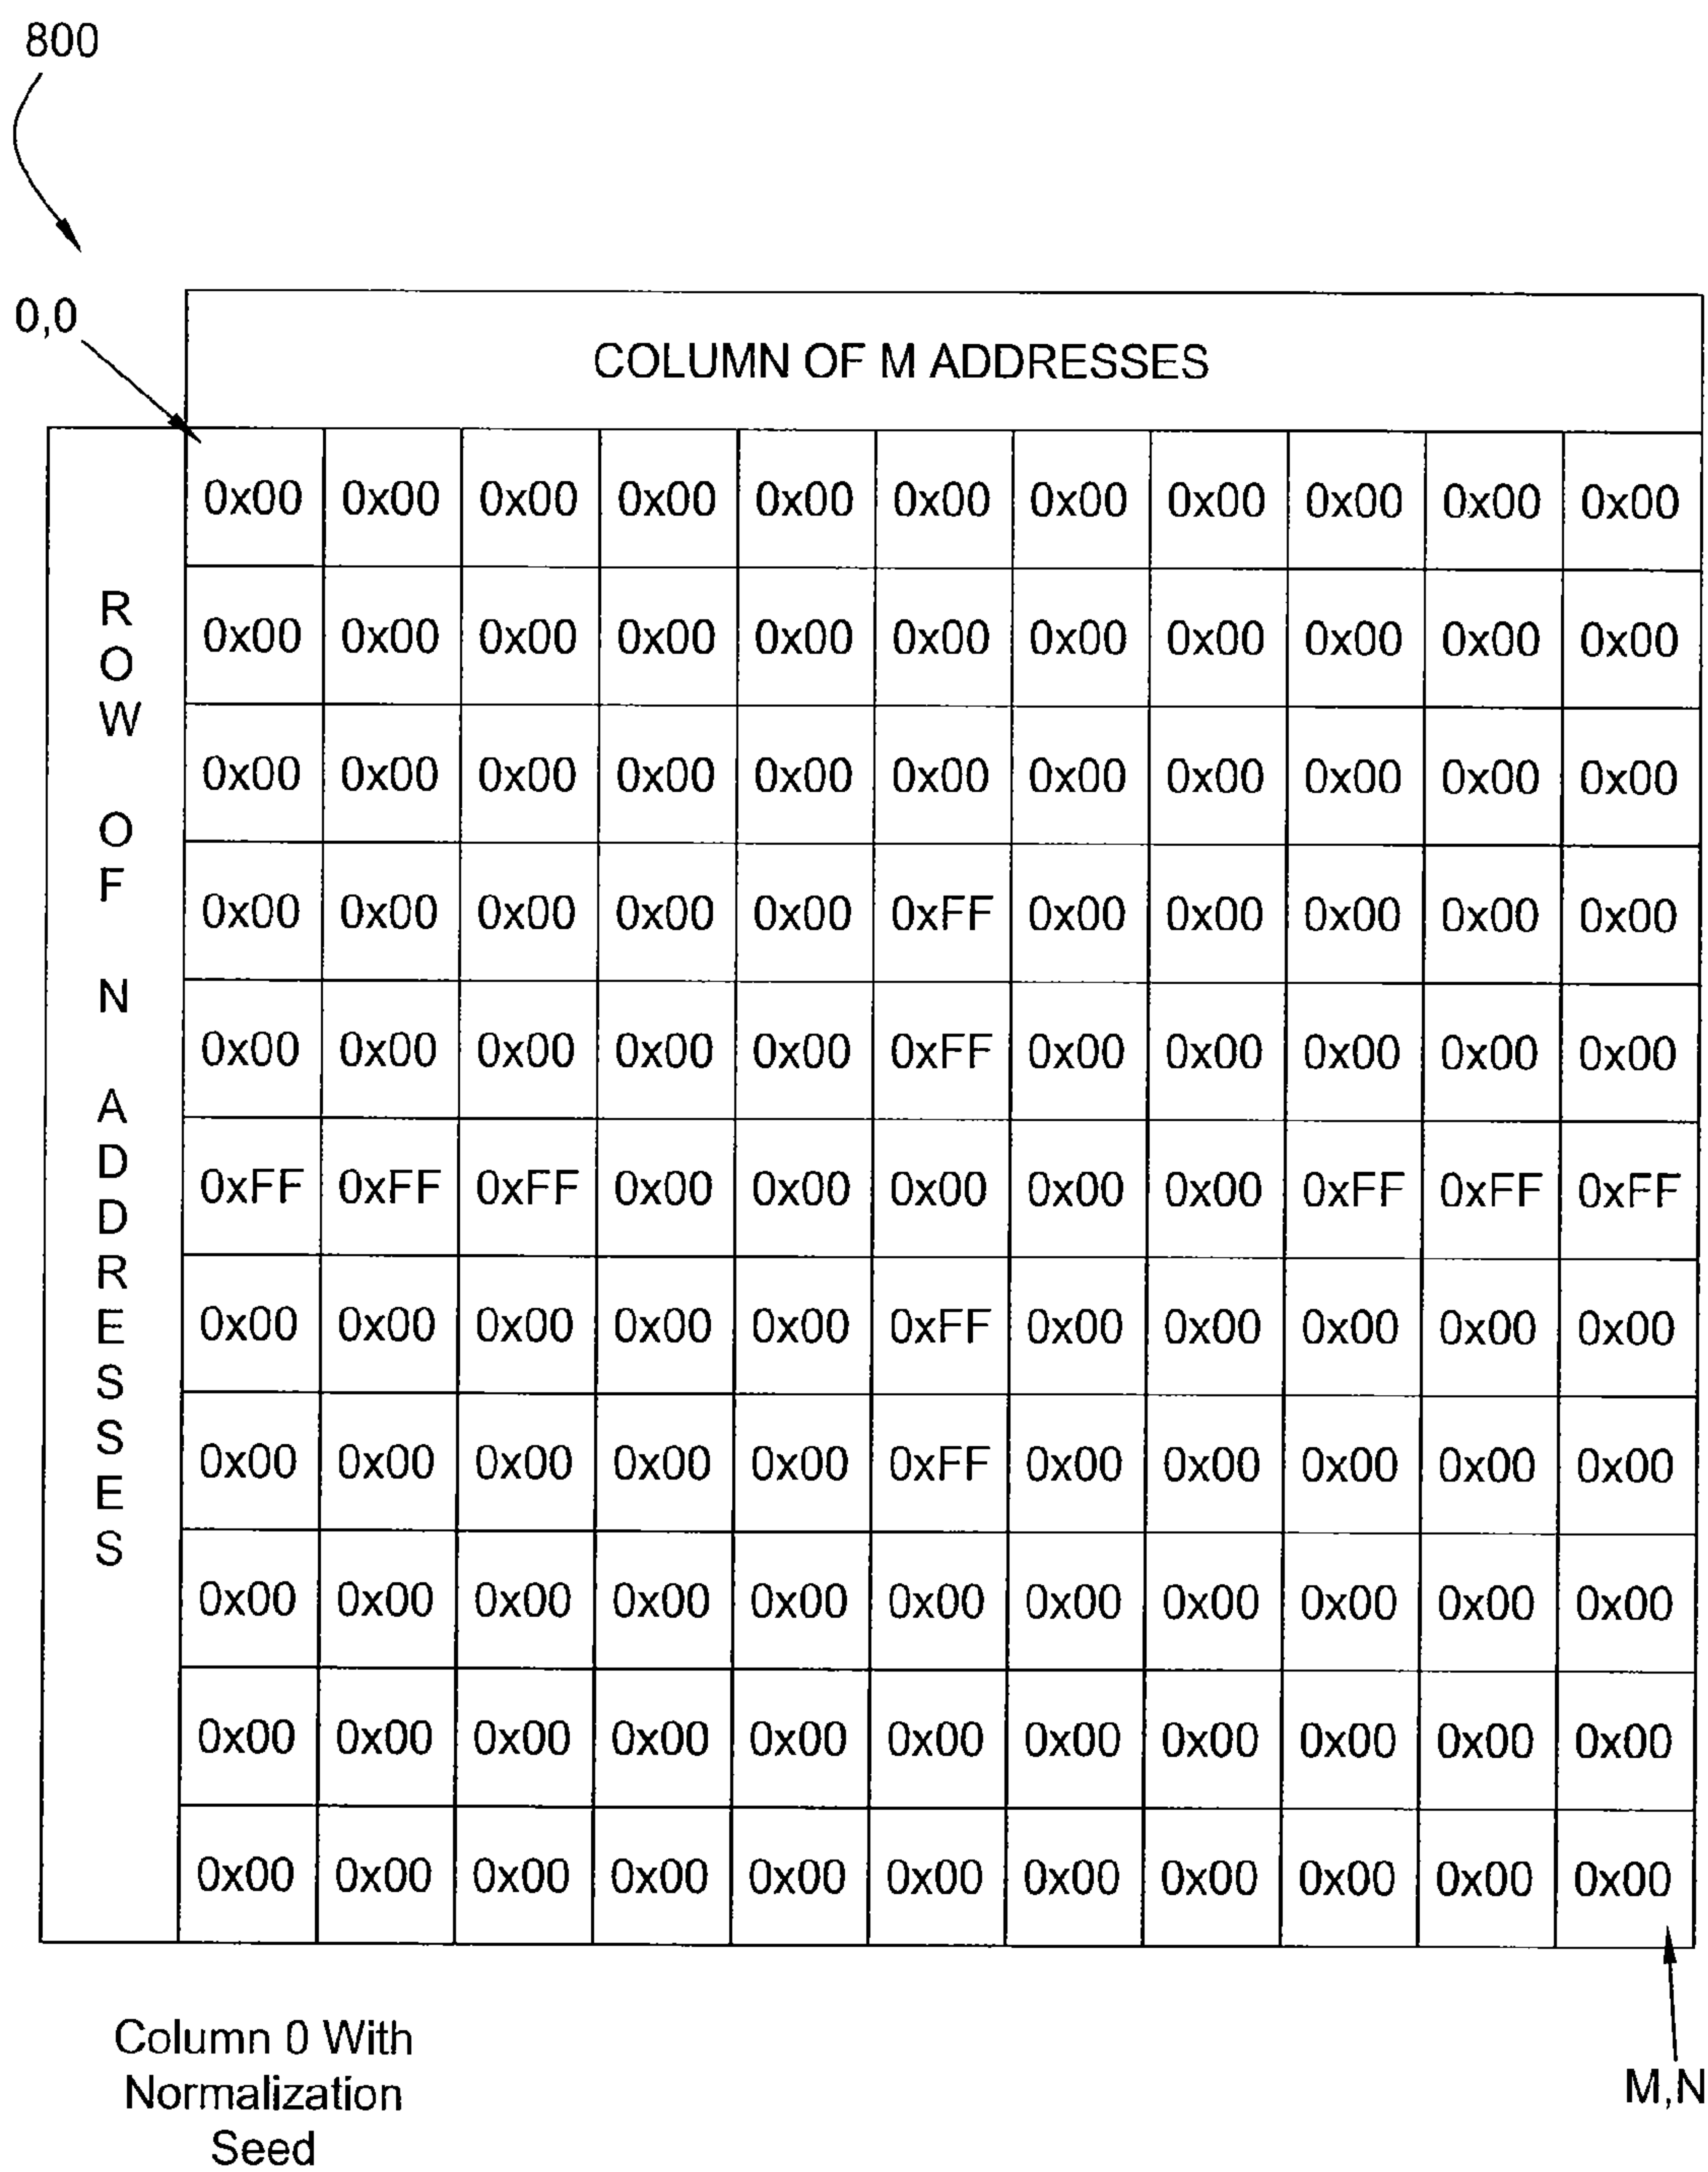 800
0,0
COLUMN OF M ADDRESSES
ROW OF N ADDRESSES
0x00 0x00 0x00 0x00 0x00 0x00 0x00 0x00 0x00 0x00 0x00
0x00 0x00 0x00 0x00 0x00 0x00 0x00 0x00 0x00 0x00 0x00
0x00 0x00 0x00 0x00 0x00 0x00 0x00 0x00 0x00 0x00 0x00
0x00 0x00 0x00 0x00 0x00 0xFF 0x00 0x00 0x00 0x00 0x00
0x00 0x00 0x00 0x00 0x00 0xFF 0x00 0x00 0x00 0x00 0x00
0xFF 0xFF 0xFF 0x00 0x00 0x00 0x00 0x00 0xFF 0xFF 0xFF
0x00 0x00 0x00 0x00 0x00 0xFF 0x00 0x00 0x00 0x00 0x00
0x00 0x00 0x00 0x00 0x00 0xFF 0x00 0x00 0x00 0x00 0x00
0x00 0x00 0x00 0x00 0x00 0x00 0x00 0x00 0x00 0x00 0x00
0x00 0x00 0x00 0x00 0x00 0x00 0x00 0x00 0x00 0x00 0x00
0x00 0x00 0x00 0x00 0x00 0x00 0x00 0x00 0x00 0x00 0x00
Column 0 With
Normalization
Seed
M,N